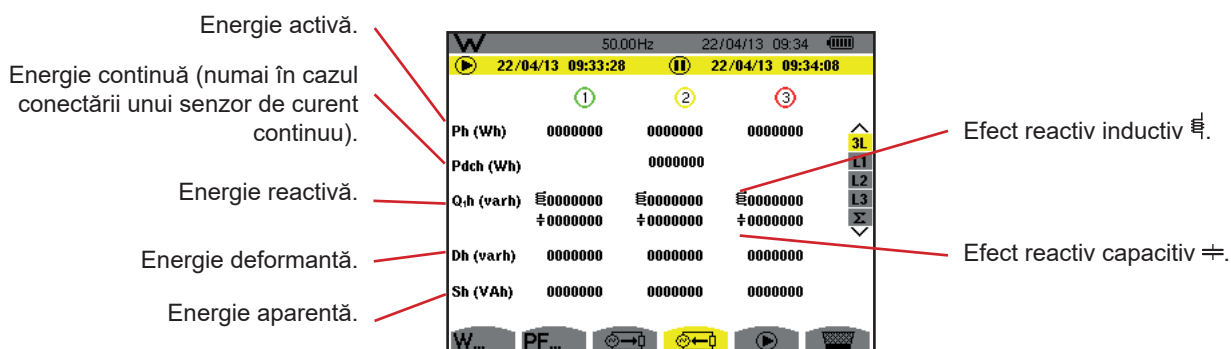 Energie activă.
Energie continuă (numai în cazul
conectării unui senzor de curent
continuu).
Energie reactivă.
Energie deformantă.
Energie aparentă.
W 50.00Hz 22/04/13 09:34
22/04/13 09:33:28 22/04/13 09:34:08
1 2 3
Ph (Wh) 0000000 0000000 0000000
Pdch (Wh) 0000000
Q₁h (varh) 0000000 0000000 0000000
0000000 0000000 0000000
Dh (varh) 0000000 0000000 0000000
Sh (VAh) 0000000 0000000 0000000
3L
L1
L2
L3
Σ
W... PF...
Efect reactiv inductiv.
Efect reactiv capacitiv.